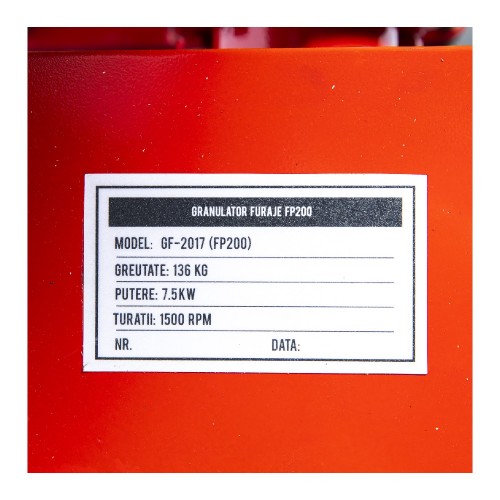 GRANULATOR FURAJE FP200
MODEL: GF-2017 (FP200)
GREUTATE: 136 KG
PUTERE: 7.5KW
TURATII: 1500 RPM
NR. DATA: